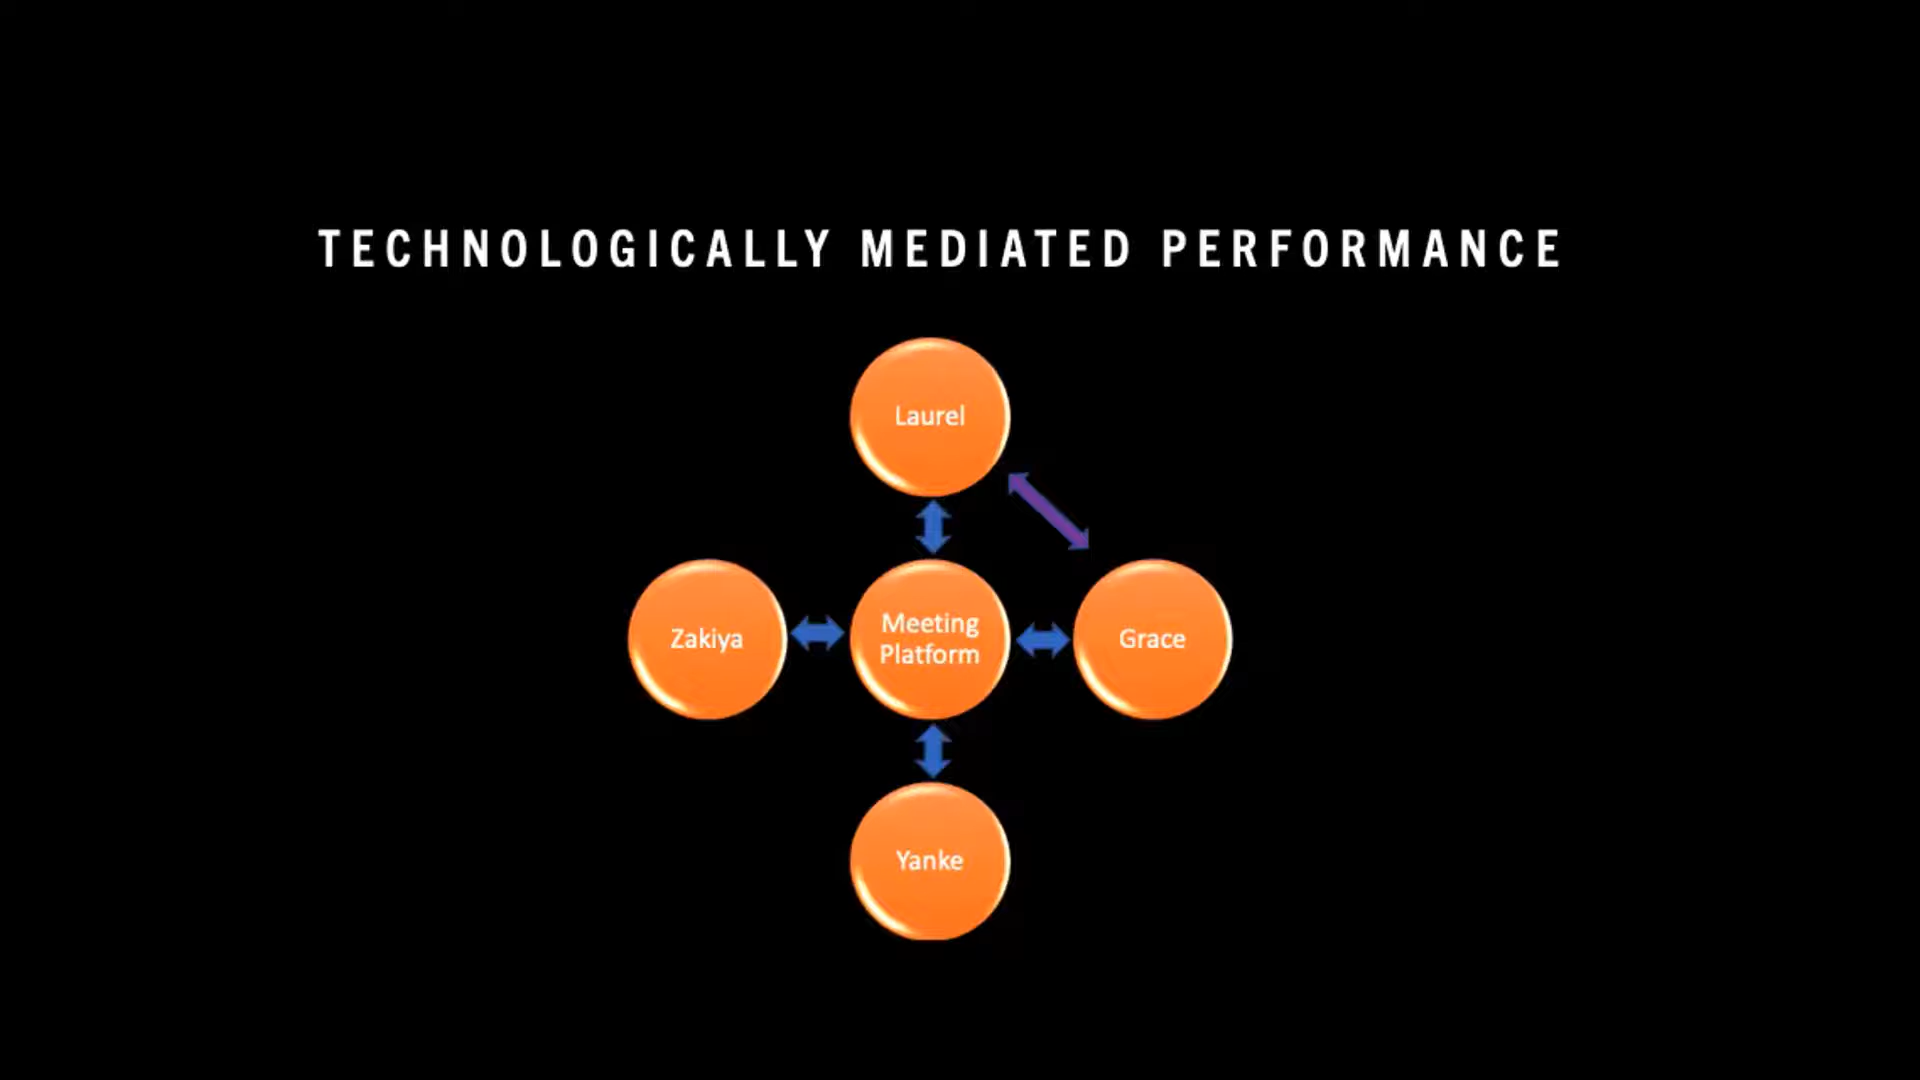 TECHNOLOGICALLY MEDIATED PERFORMANCE
Laurel
Zakiya
Meeting
Platform
Grace
Yanke